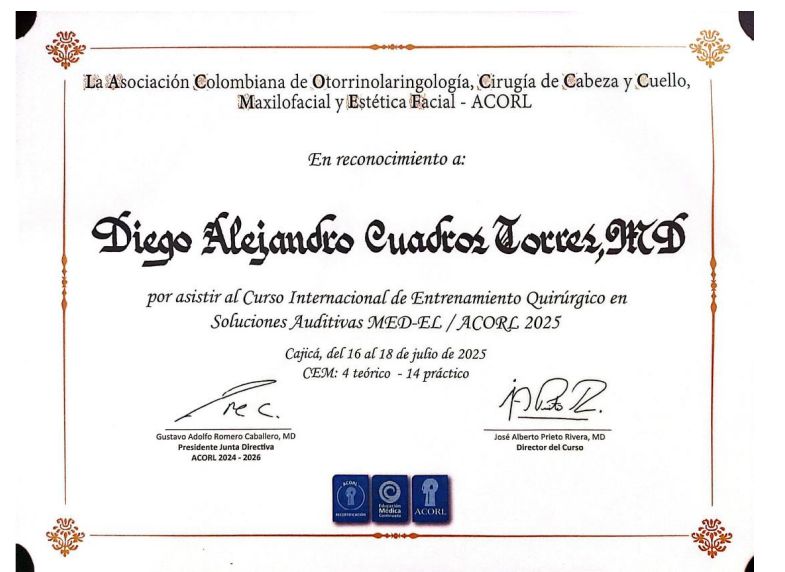 La Asociación Colombiana de Otorrinolaringología, Cirugía de Cabeza y Cuello,
Maxilofacial y Estética Facial - ACORL
En reconocimiento a:
Diego Alejandro Cuadros Torres, MD
por asistir al Curso Internacional de Entrenamiento Quirúrgico en
Soluciones Auditivas MED-EL / ACORL 2025
Cajicá, del 16 al 18 de julio de 2025
CEM: 4 teórico - 14 práctico
Gustavo Adolfo Romero Caballero, MD
Presidente Junta Directiva
ACORL 2024 - 2026
José Alberto Prieto Rivera, MD
Director del Curso
ACORL
RECERTIFICACIÓN
Educación
Médica
Continuada
ACORL